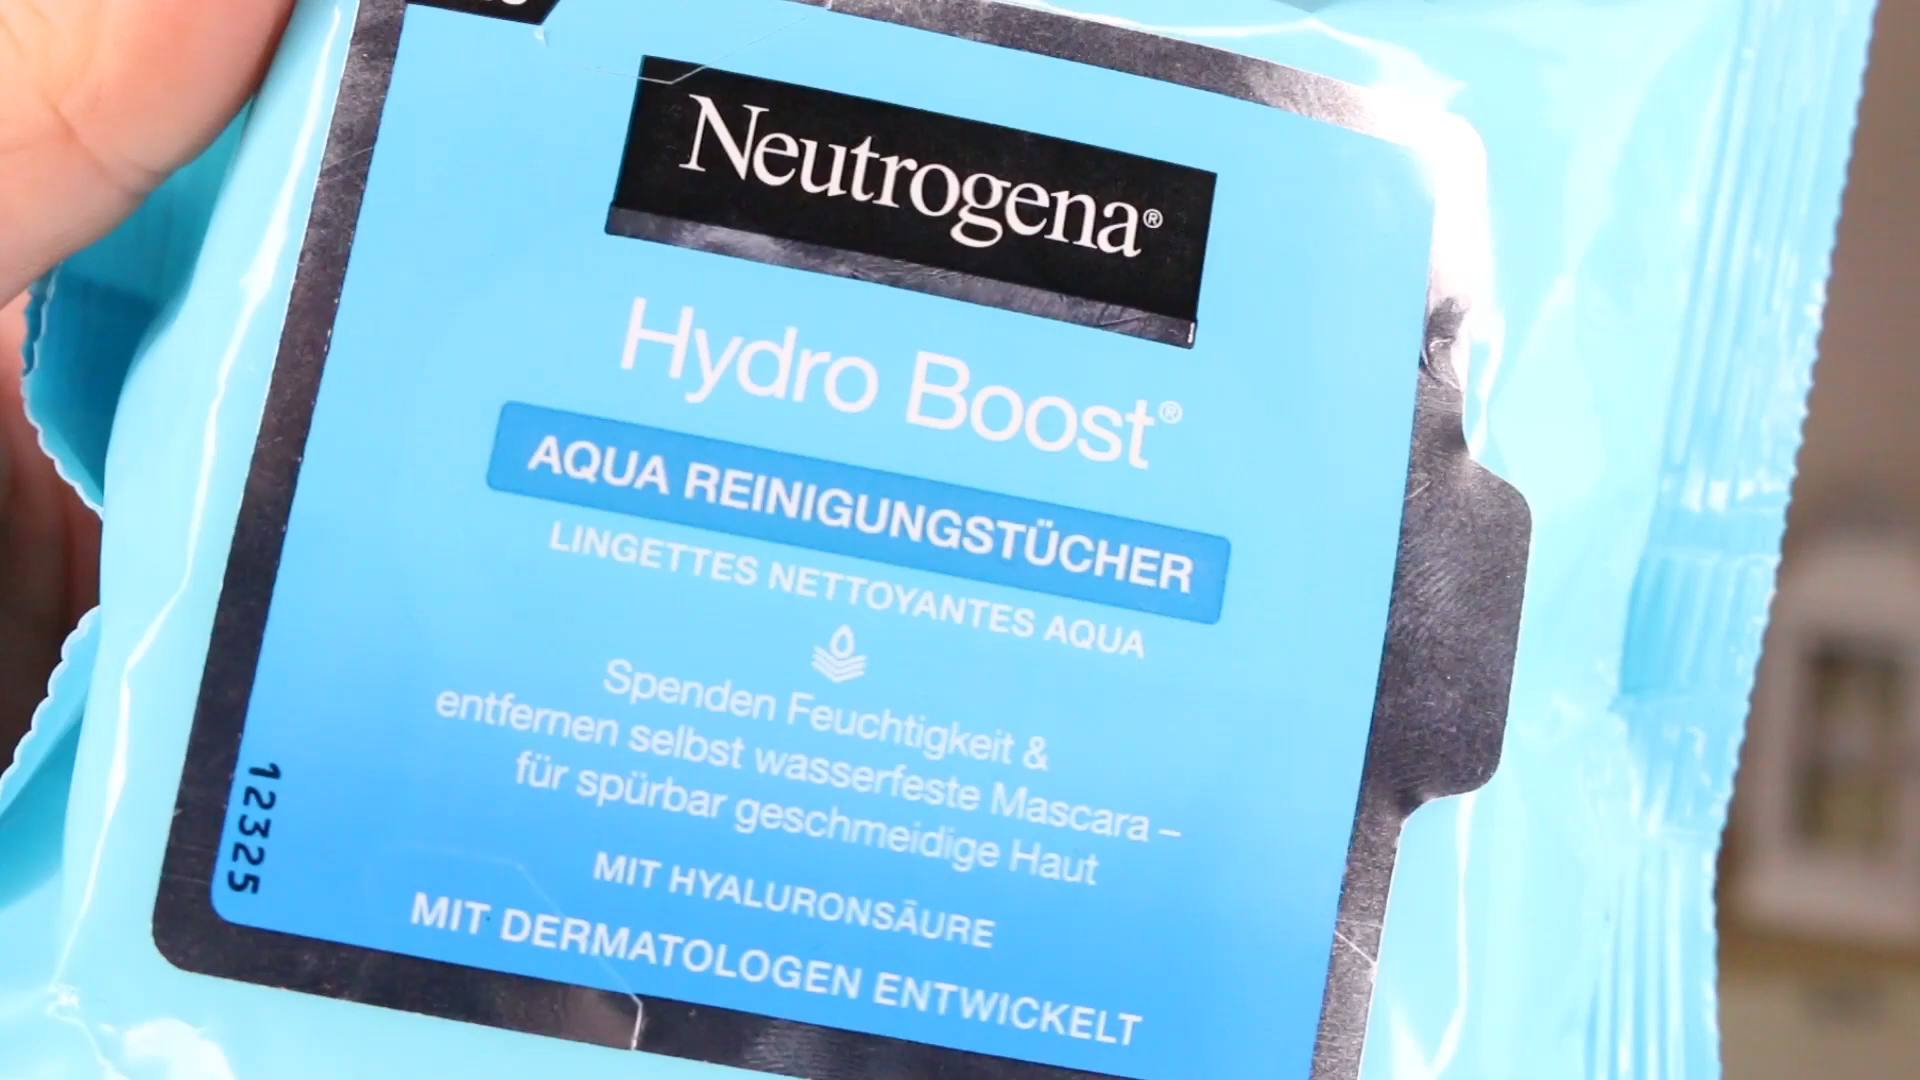 Neutrogena®
Hydro Boost®
AQUA REINIGUNGSTÜCHER
LINGETTES NETTOYANTES AQUA
Spenden Feuchtigkeit &
entfernen selbst wasserfeste Mascara –
für spürbar geschmeidige Haut
MIT HYALURONSÄURE
MIT DERMATOLOGEN ENTWICKELT
12325